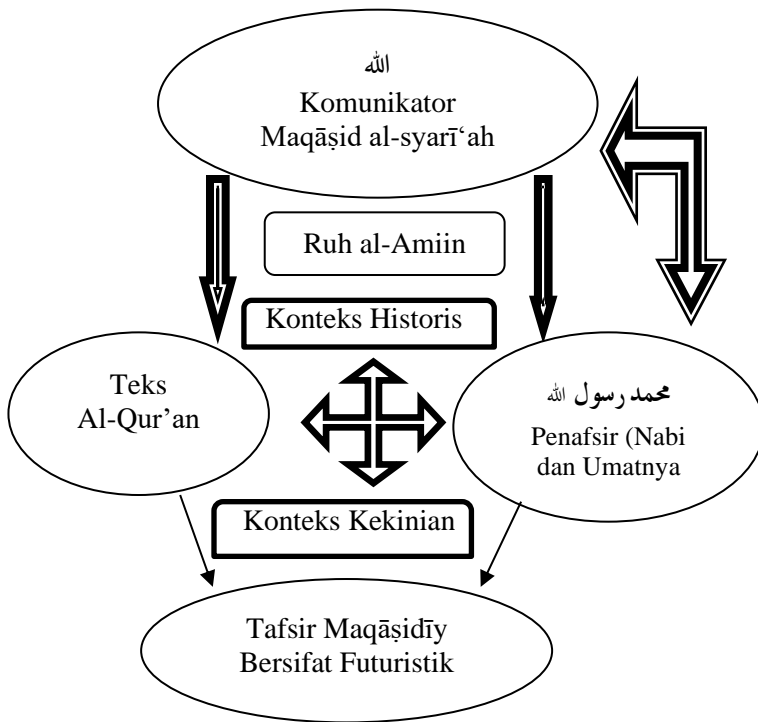 الله
Komunikator
Maqāṣid al-syarī‘ah
Ruh al-Amiin
Konteks Historis
Teks
Al-Qur’an
محمد رسول الله
Penafsir (Nabi
dan Umatnya
Konteks Kekinian
Tafsir Maqāṣidīy
Bersifat Futuristik